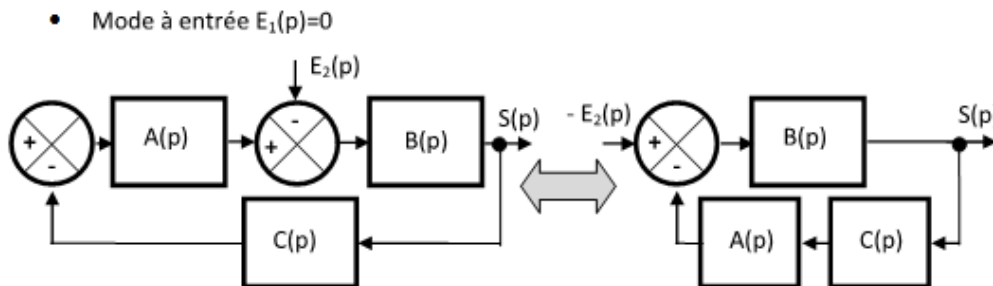 • Mode à entrée E₁(p)=0
E₂(p)
+ - A(p) - + B(p) S(p)
C(p)
- E₂(p) + - B(p) S(p
A(p) C(p)